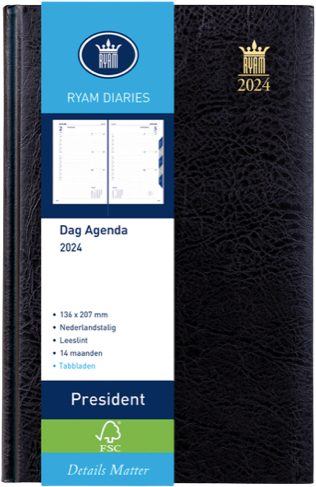 RYAM
RYAM DIARIES
Dag Agenda
2024
• 136 x 207 mm
• Nederlandstalig
• Leeslint
• 14 maanden
• Tabbladen
President
FSC
Details Matter
RYAM
2024